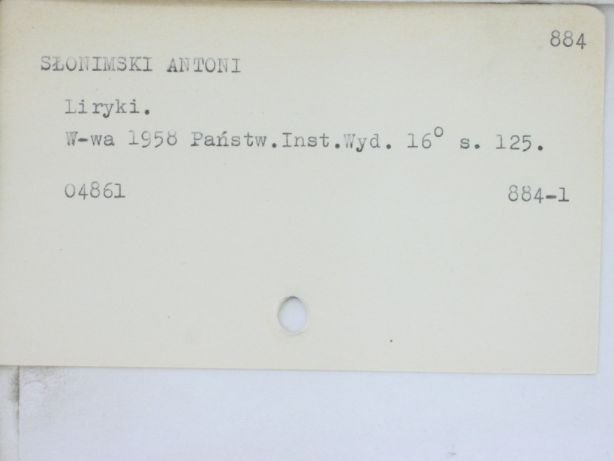 884
SŁONIMSKI ANTONI
Liryki.
W-wa 1958 Państw.Inst.Wyd. 16° s. 125.
04861 884-1